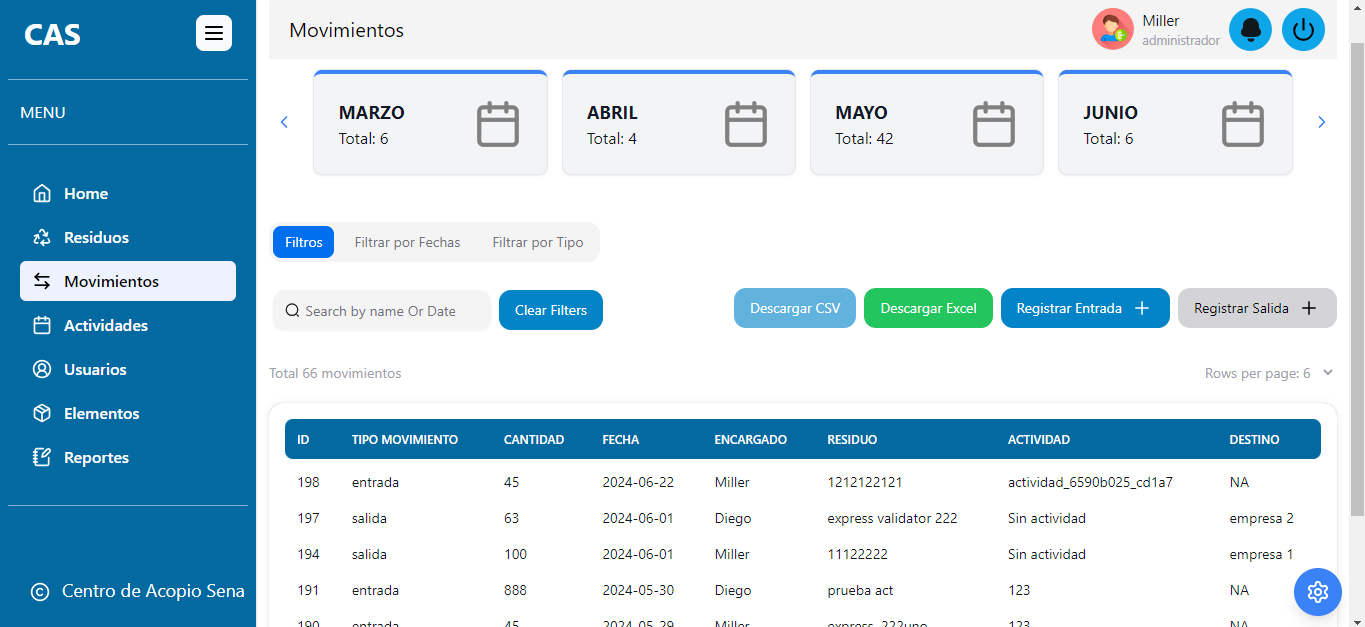 CAS
MENU
Home
Residuos
Movimientos
Actividades
Usuarios
Elementos
Reportes
Centro de Acopio Sena
Movimientos
Miller
administrador
MARZO
Total: 6
ABRIL
Total: 4
MAYO
Total: 42
JUNIO
Total: 6
Filtros Filtrar por Fechas Filtrar por Tipo
Search by name Or Date Clear Filters Descargar CSV Descargar Excel Registrar Entrada + Registrar Salida +
Total 66 movimientos Rows per page: 6
ID TIPO MOVIMIENTO CANTIDAD FECHA ENCARGADO RESIDUO ACTIVIDAD DESTINO
198 entrada 45 2024-06-22 Miller 1212122121 actividad_6590b025_cd1a7 NA
197 salida 63 2024-06-01 Diego express validator 222 Sin actividad empresa 2
194 salida 100 2024-06-01 Miller 11122222 Sin actividad empresa 1
191 entrada 888 2024-05-30 Diego prueba act 123 NA
190 entrada 45 2024-05-29 Miller express_222uno 123 NA